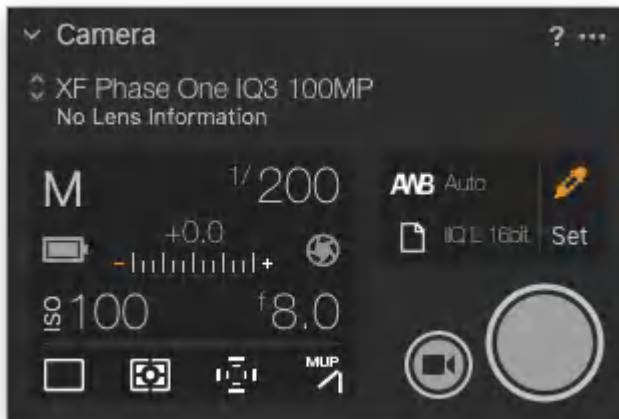 Camera ? ···
XF Phase One IQ3 100MP
No Lens Information
M 1/200
AWB Auto
+0.0
IIQ L 16bit Set
- +
ISO 100 f8.0
MUP